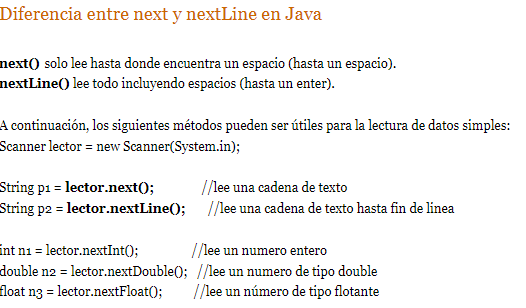 Diferencia entre next y nextLine en Java
next() solo lee hasta donde encuentra un espacio (hasta un espacio).
nextLine() lee todo incluyendo espacios (hasta un enter).
A continuación, los siguientes métodos pueden ser útiles para la lectura de datos simples:
Scanner lector = new Scanner(System.in);
String p1 = lector.next(); //lee una cadena de texto
String p2 = lector.nextLine(); //lee una cadena de texto hasta fin de linea
int n1 = lector.nextInt(); //lee un numero entero
double n2 = lector.nextDouble(); //lee un numero de tipo double
float n3 = lector.nextFloat(); //lee un número de tipo flotante